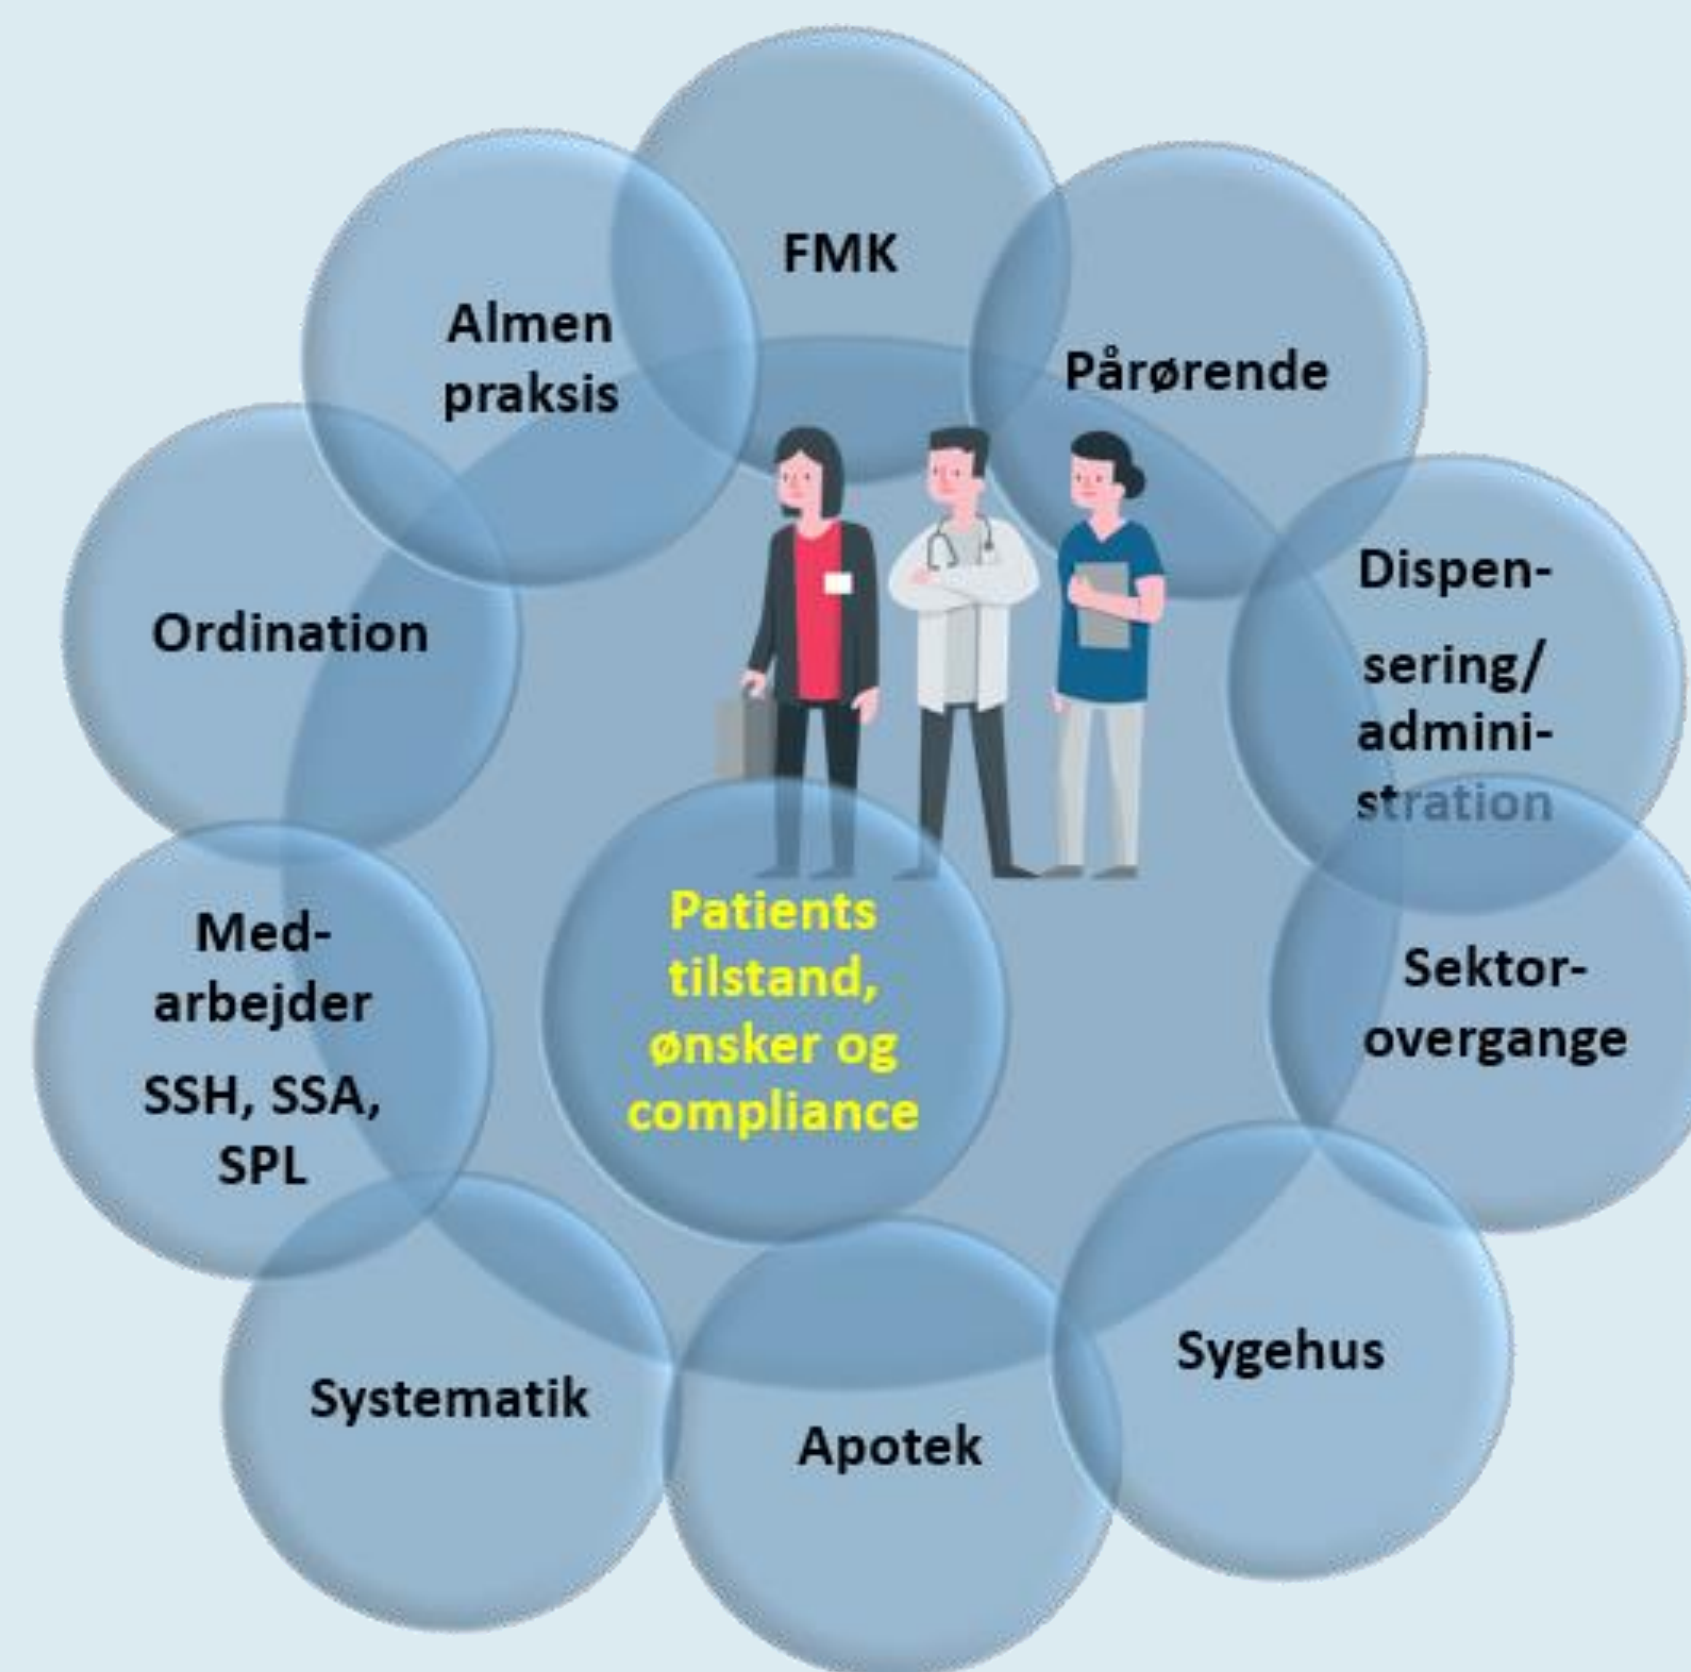 FMK
Almen
praksis
Pårørende
Ordination
Dispen-
sering/
admini-
stration
Med-
arbejder
SSH, SSA,
SPL
Patients
tilstand,
ønsker og
compliance
Sektor-
overgange
Systematik
Apotek
Sygehus